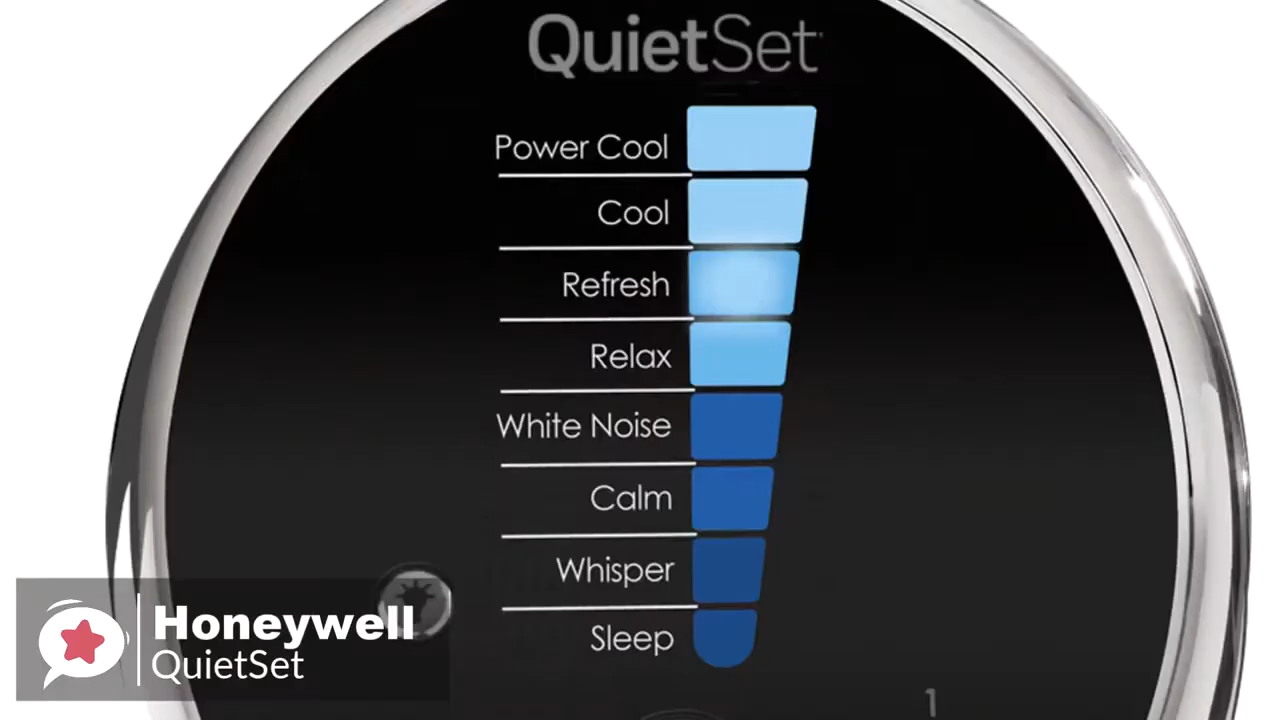 QuietSet
Power Cool
Cool
Refresh
Relax
White Noise
Calm
Whisper
Sleep
1
Honeywell
QuietSet